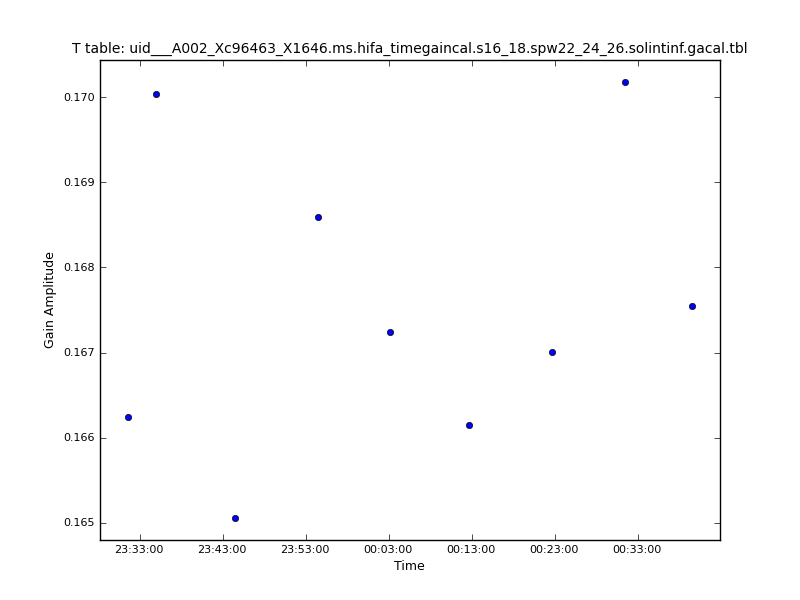 T table: uid___A002_Xc96463_X1646.ms.hifa_timegaincal.s16_18.spw22_24_26.solintinf.gacal.tbl
0.170
0.169
0.168
Gain Amplitude
0.167
0.166
0.165
23:33:00 23:43:00 23:53:00 00:03:00 00:13:00 00:23:00 00:33:00
Time